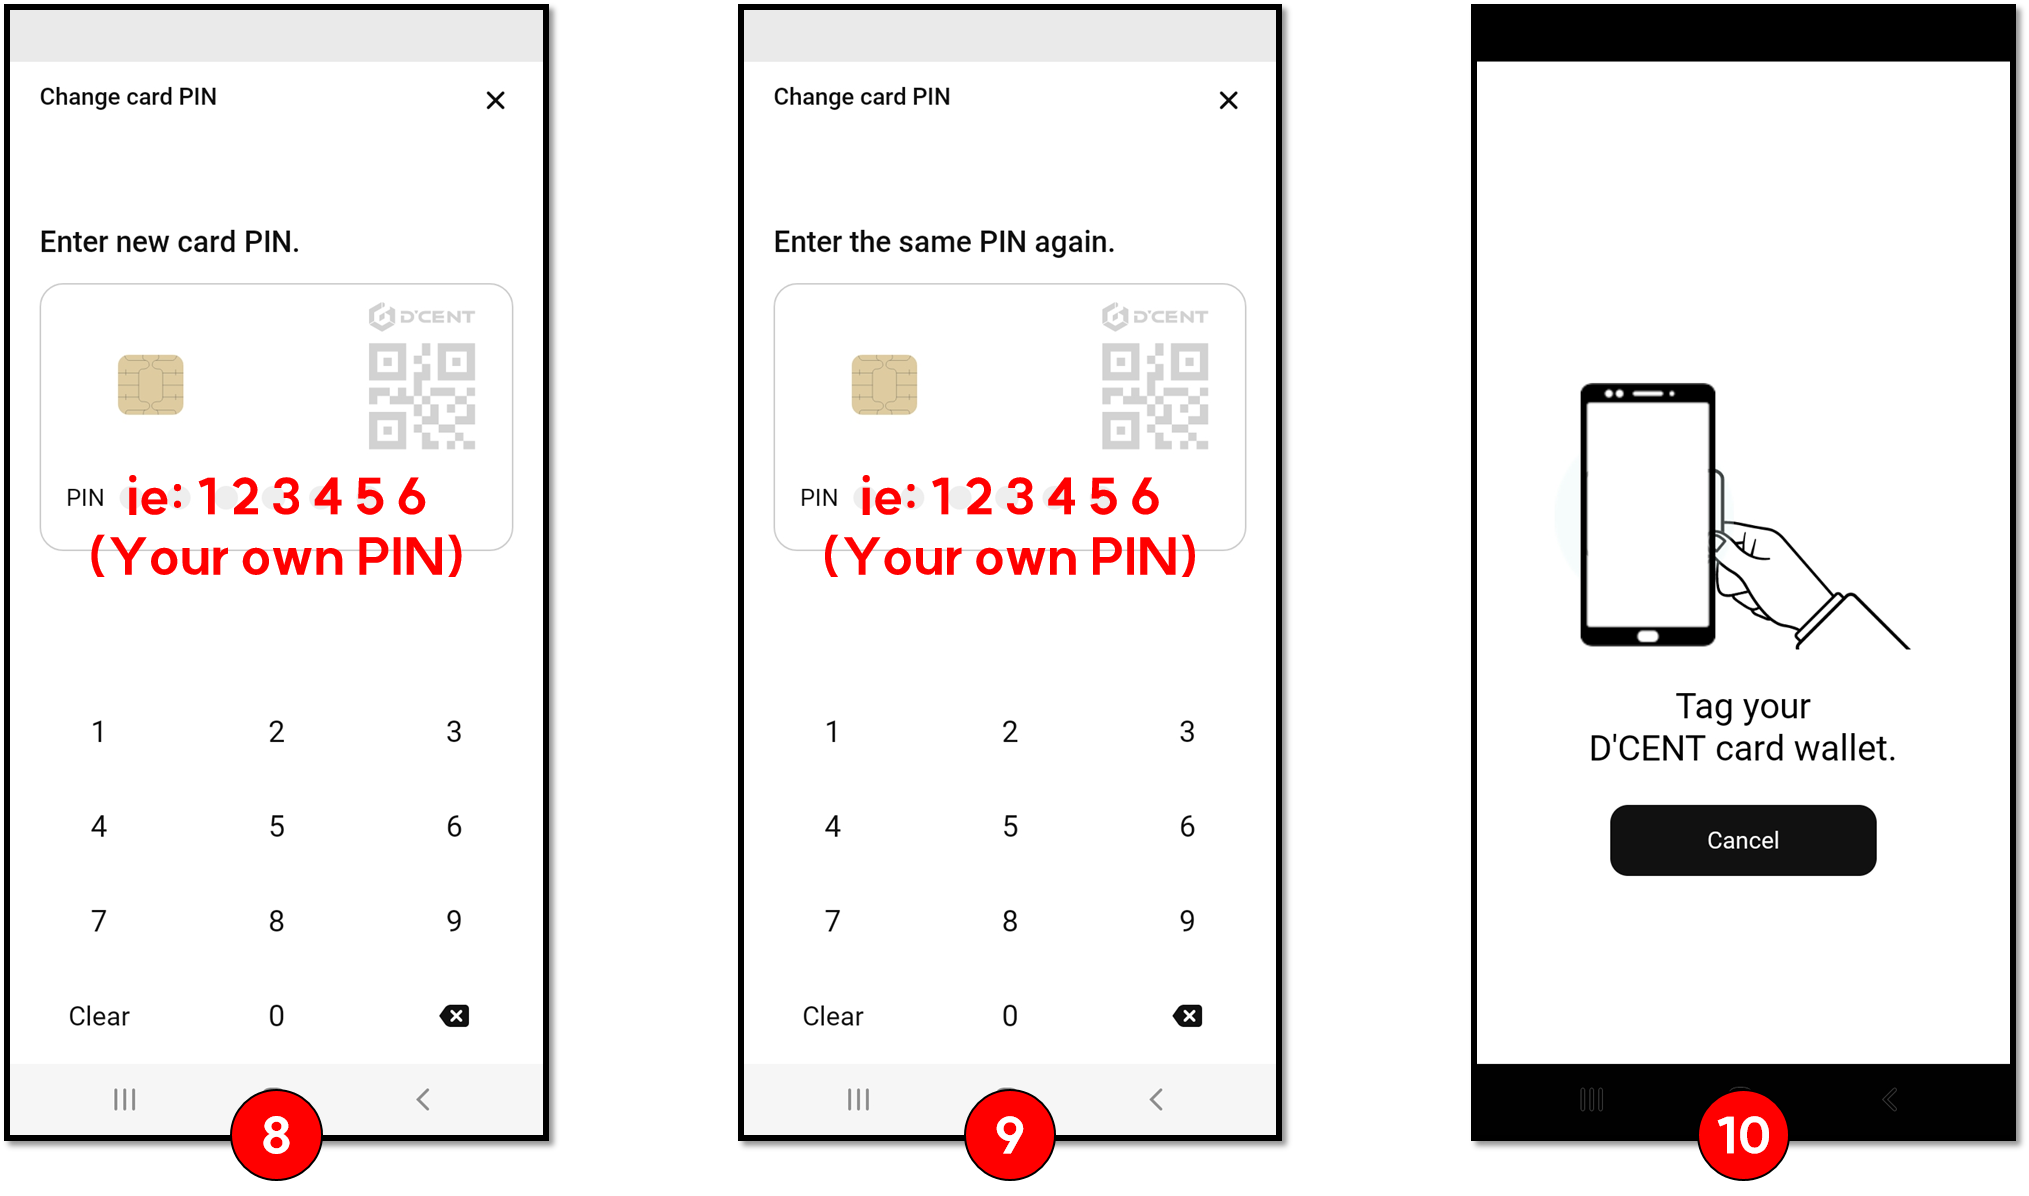 Change card PIN
Enter new card PIN.
D'CENT
PIN ie: 1 2 3 4 5 6
(Your own PIN)
1 2 3
4 5 6
7 8 9
Clear 0
8
Change card PIN
Enter the same PIN again.
D'CENT
PIN ie: 1 2 3 4 5 6
(Your own PIN)
1 2 3
4 5 6
7 8 9
Clear 0
9
Tag your
D'CENT card wallet.
Cancel
10